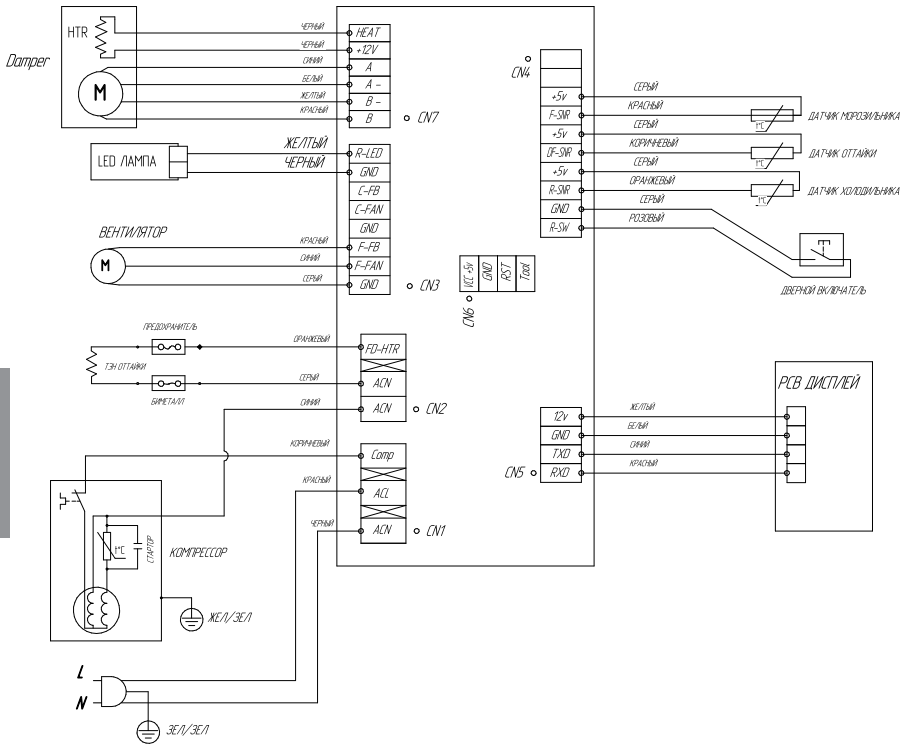 HTR
Damper
M
ЧЕРНЫЙ
ЧЕРНЫЙ
СИНИЙ
БЕЛЫЙ
ЖЕЛТЫЙ
КРАСНЫЙ
HEAT
+12V
A
A -
B -
B
CN7
LED ЛАМПА
ЖЕЛТЫЙ
ЧЕРНЫЙ
R-LED
GND
C-FB
C-FAN
GND
F-FB
F-FAN
GND
CN3
ВЕНТИЛЯТОР
M
КРАСНЫЙ
СИНИЙ
СЕРЫЙ
CN4
+5v
F-SNR
+5v
DF-SNR
+5v
R-SNR
GND
R-SW
СЕРЫЙ
КРАСНЫЙ
СЕРЫЙ
КОРИЧНЕВЫЙ
СЕРЫЙ
ОРАНЖЕВЫЙ
СЕРЫЙ
РОЗОВЫЙ
t°C
ДАТЧИК МОРОЗИЛЬНИКА
t°C
ДАТЧИК ОТТАЙКИ
t°C
ДАТЧИК ХОЛОДИЛЬНИКА
ДВЕРНОЙ ВКЛЮЧАТЕЛЬ
VCC +5v
GND
RST
Tool
CN6
ПРЕДОХРАНИТЕЛЬ
ТЭН ОТТАЙКИ
БИМЕТАЛЛ
ОРАНЖЕВЫЙ
СЕРЫЙ
СИНИЙ
FD-HTR
ACN
ACN
CN2
КОРИЧНЕВЫЙ
КРАСНЫЙ
ЧЕРНЫЙ
Comp
ACL
ACN
CN1
12v
GND
TXD
RXD
CN5
ЖЕЛТЫЙ
БЕЛЫЙ
СИНИЙ
КРАСНЫЙ
PCB ДИСПЛЕЙ
t°C
СТАРТОР
КОМПРЕССОР
ЖЕЛ/ЗЕЛ
L
N
ЗЕЛ/ЗЕЛ